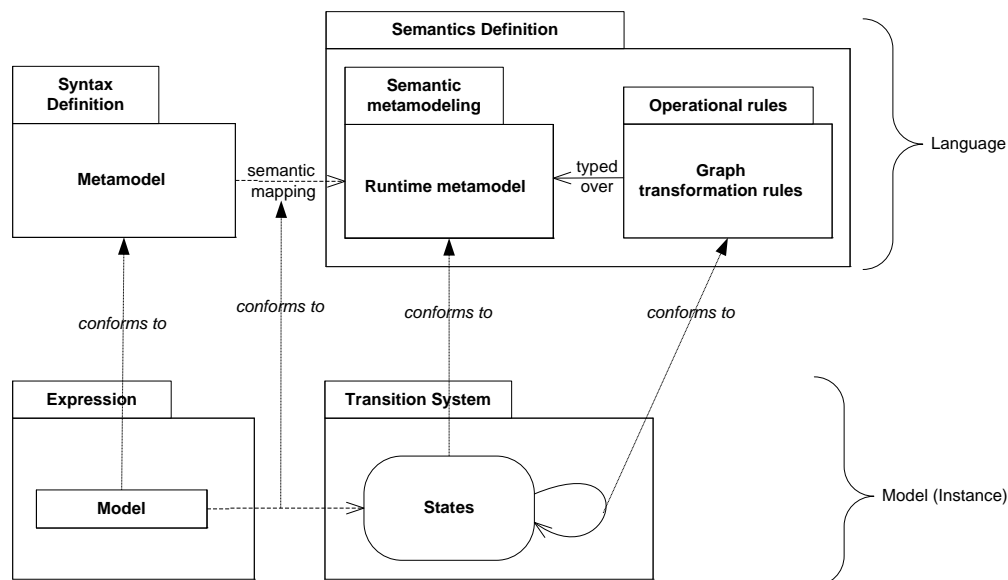 Semantics Definition
Syntax
Definition
Semantic
metamodeling
Operational rules
Metamodel
semantic
mapping
Runtime metamodel
typed
over
Graph
transformation rules
Language
conforms to
conforms to
conforms to
conforms to
Expression
Transition System
Model
States
Model (Instance)